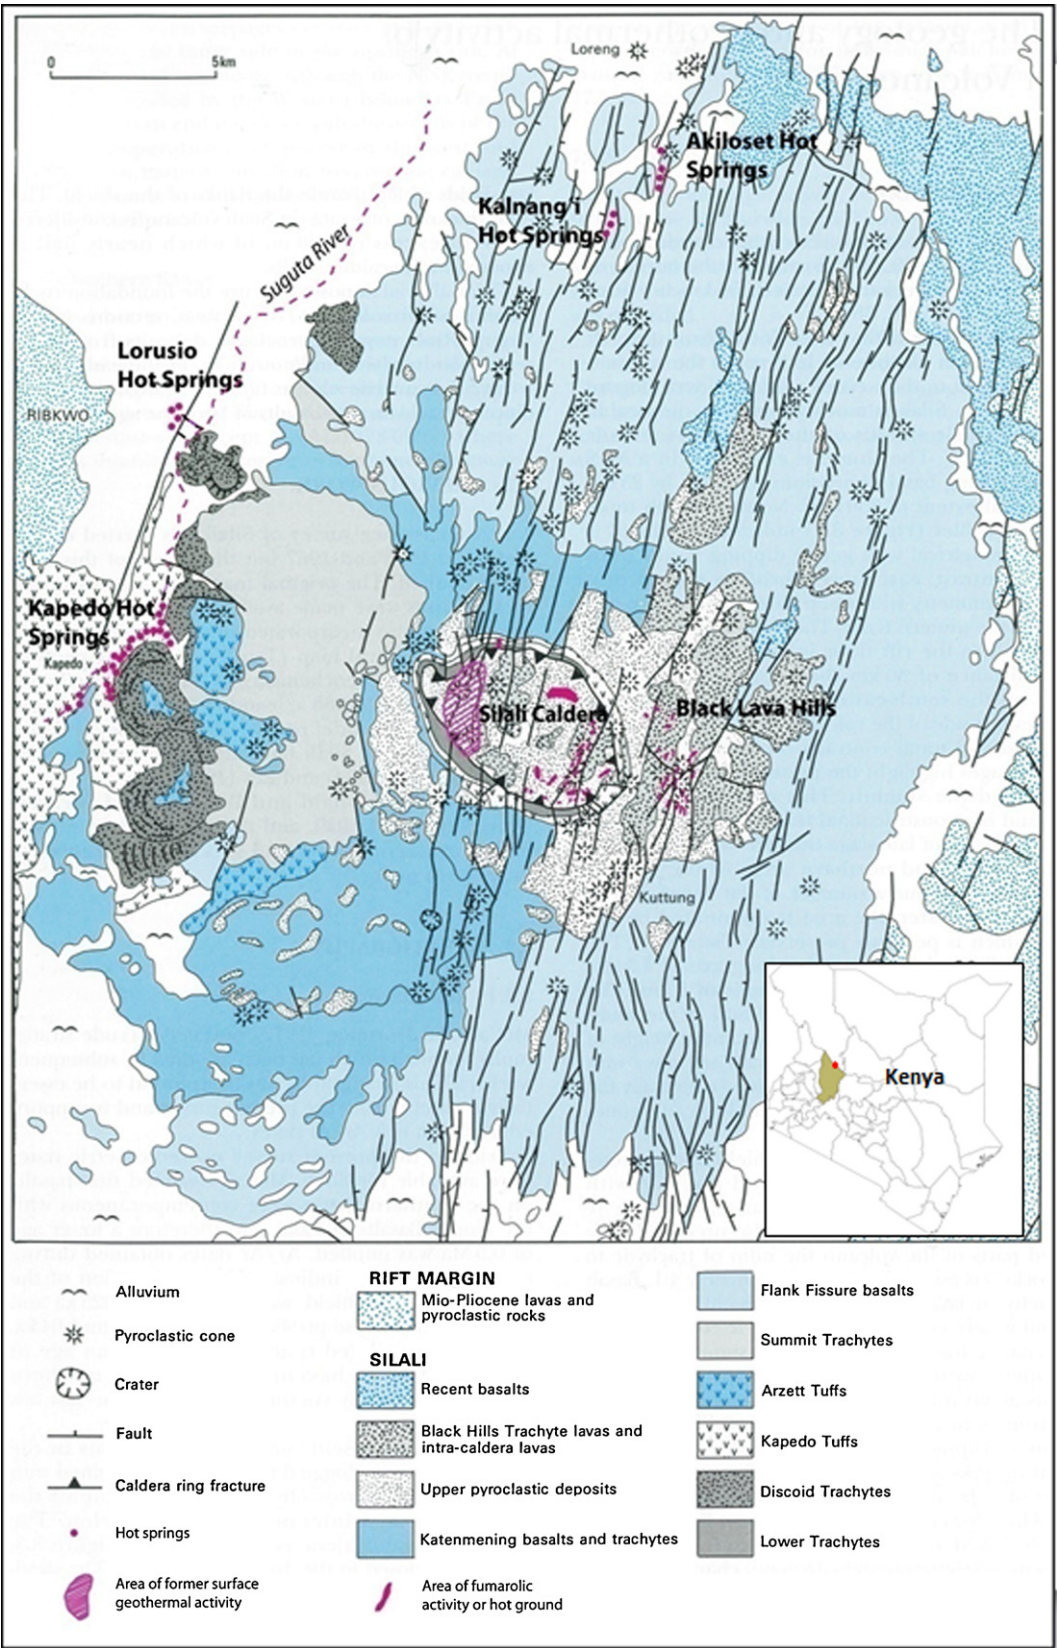 Loreng
0 5km
Akiloset Hot
Springs
Kalnang'i
Hot Springs
Suguta River
Lorusio
Hot Springs
RIBKWO
Kapedo Hot
Springs
Kapedo
Silali Caldera
Black Lava Hills
Kuttung
Kenya
Alluvium
Pyroclastic cone
Crater
Fault
Caldera ring fracture
Hot springs
Area of former surface
geothermal activity
RIFT MARGIN
Mio-Pliocene lavas and
pyroclastic rocks
SILALI
Recent basalts
Black Hills Trachyte lavas and
intra-caldera lavas
Upper pyroclastic deposits
Katenmening basalts and trachytes
Area of fumarolic
activity or hot ground
Flank Fissure basalts
Summit Trachytes
Arzett Tuffs
Kapedo Tuffs
Discoid Trachytes
Lower Trachytes